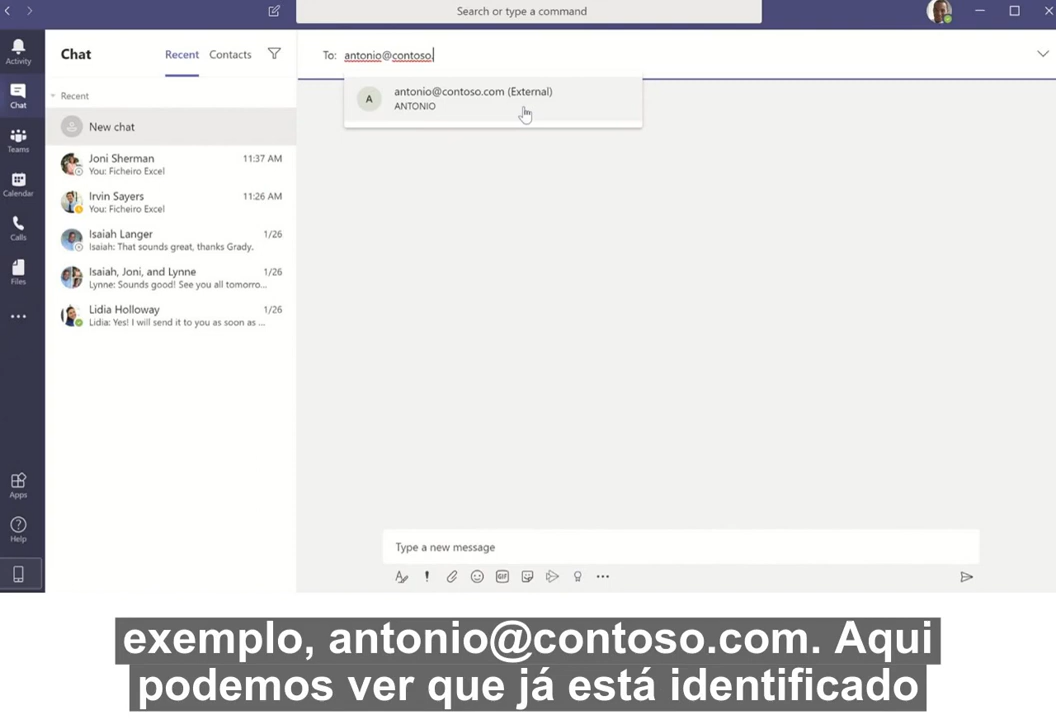 Search or type a command
Activity
Chat
Teams
Calendar
Calls
Files
Apps
Help
Chat
Recent
Contacts
Recent
New chat
Joni Sherman
11:37 AM
You: Ficheiro Excel
Irvin Sayers
11:26 AM
You: Ficheiro Excel
Isaiah Langer
1/26
Isaiah: That sounds great, thanks Grady.
Isaiah, Joni, and Lynne
1/26
Lynne: Sounds good! See you all tomorro...
Lidia Holloway
1/26
Lidia: Yes! I will send it to you as soon as ...
To: antonio@contoso.
A
antonio@contoso.com (External)
ANTONIO
Type a new message
GIF
exemplo, antonio@contoso.com. Aqui
podemos ver que já está identificado